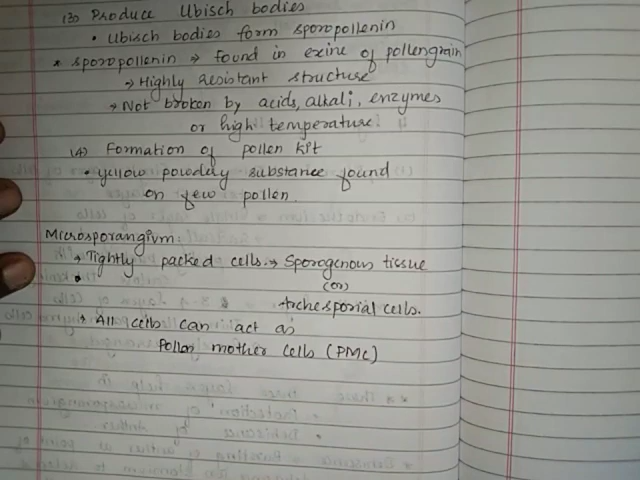 (3) Produce Ubisch bodies
• Ubisch bodies form sporopollenin
* sporopollenin → found in exine of pollengrain
→ Highly Resistant structure
→ Not broken by acids, alkali, enzymes
or high temperature.
(4) Formation of pollen kit
• yellow powdery substance found
on few pollen.
Microsporangium:
→ Tightly packed cells. → Sporogenous tissue
(or)
Archesporial cells.
→ All cells can act as
Pollen mother cells (PMC)